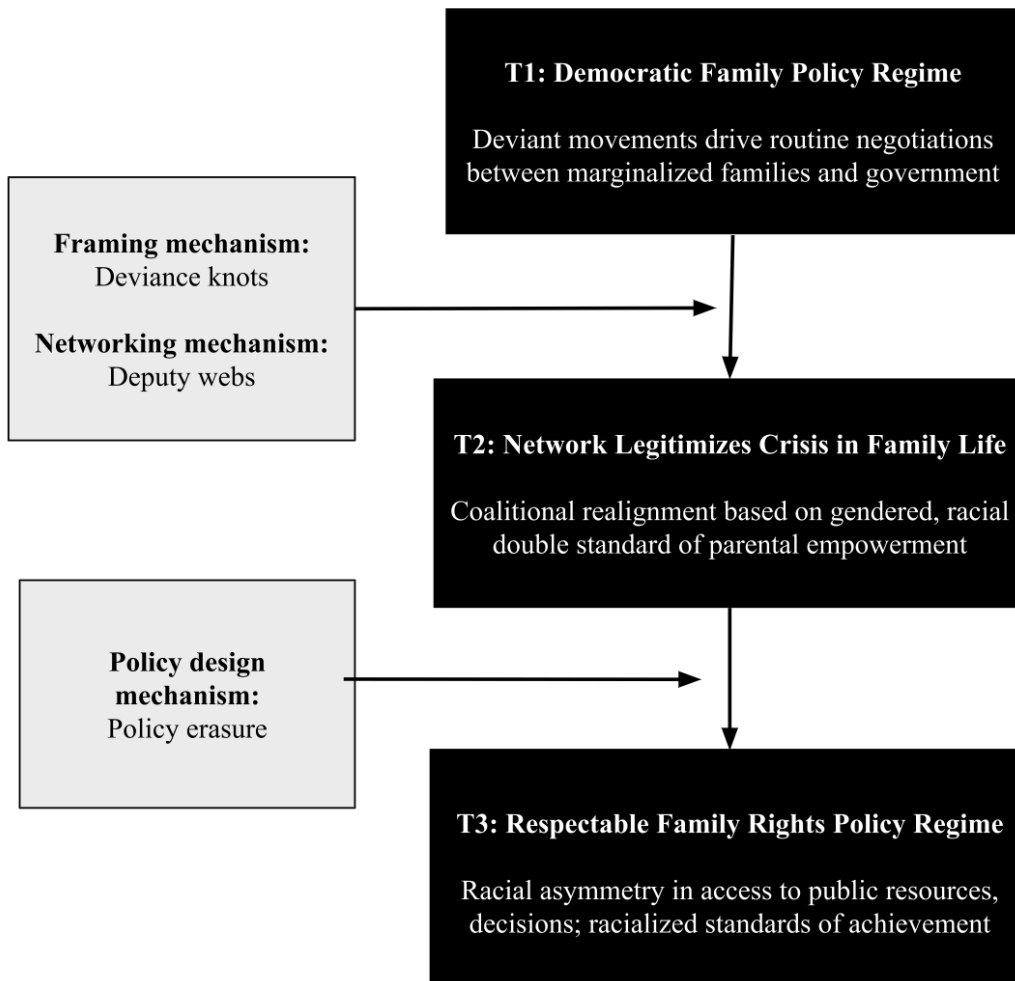 T1: Democratic Family Policy Regime
Deviant movements drive routine negotiations
between marginalized families and government
Framing mechanism:
Deviance knots
Networking mechanism:
Deputy webs
T2: Network Legitimizes Crisis in Family Life
Coalitional realignment based on gendered, racial
double standard of parental empowerment
Policy design
mechanism:
Policy erasure
T3: Respectable Family Rights Policy Regime
Racial asymmetry in access to public resources,
decisions; racialized standards of achievement